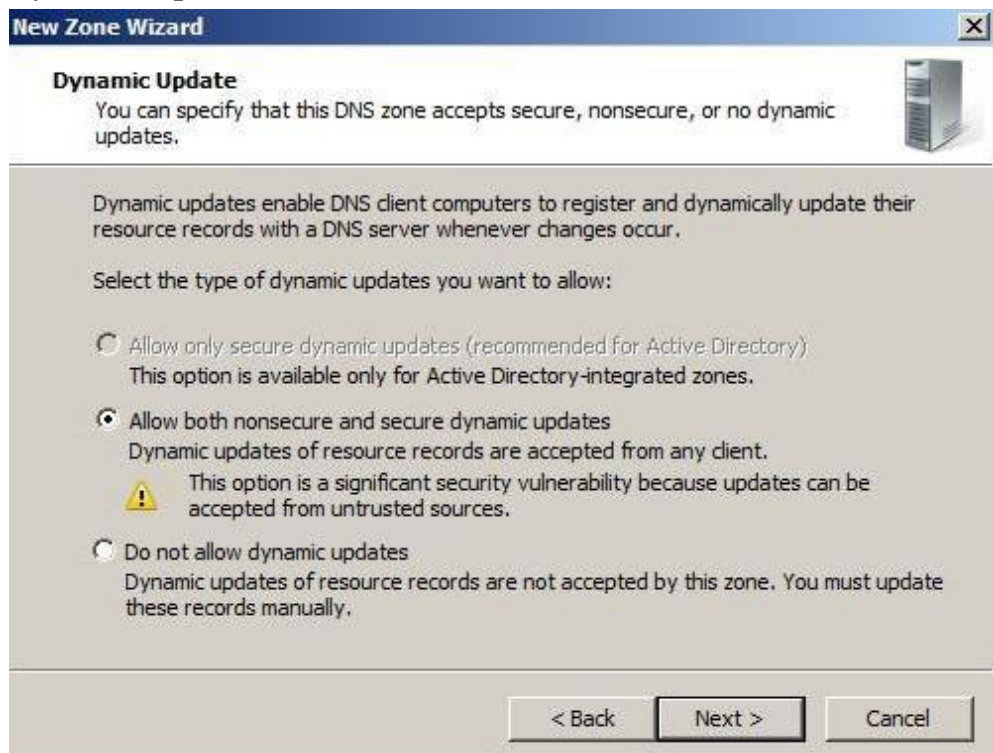 New Zone Wizard
Dynamic Update
You can specify that this DNS zone accepts secure, nonsecure, or no dynamic
updates.
Dynamic updates enable DNS client computers to register and dynamically update their
resource records with a DNS server whenever changes occur.
Select the type of dynamic updates you want to allow:
Allow only secure dynamic updates (recommended for Active Directory)
This option is available only for Active Directory-integrated zones.
Allow both nonsecure and secure dynamic updates
Dynamic updates of resource records are accepted from any client.
This option is a significant security vulnerability because updates can be
accepted from untrusted sources.
Do not allow dynamic updates
Dynamic updates of resource records are not accepted by this zone. You must update
these records manually.
< Back Next > Cancel